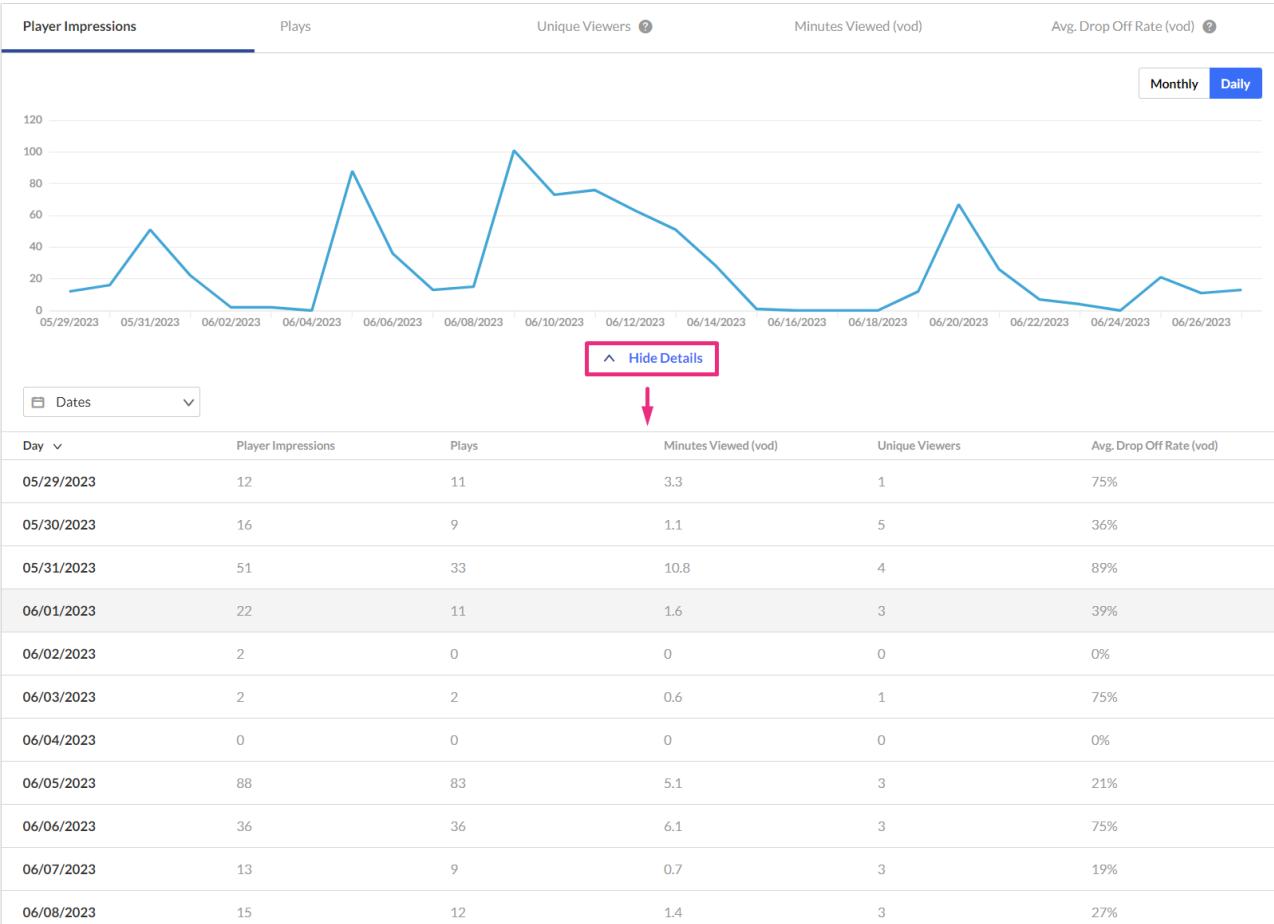 Player Impressions Plays Unique Viewers ? Minutes Viewed (vod) Avg. Drop Off Rate (vod) ?
Monthly Daily
120
100
80
60
40
20
0
05/29/2023 05/31/2023 06/02/2023 06/04/2023 06/06/2023 06/08/2023 06/10/2023 06/12/2023 06/14/2023 06/16/2023 06/18/2023 06/20/2023 06/22/2023 06/24/2023 06/26/2023
Hide Details
Dates
Day Player Impressions Plays Minutes Viewed (vod) Unique Viewers Avg. Drop Off Rate (vod)
05/29/2023 12 11 3.3 1 75%
05/30/2023 16 9 1.1 5 36%
05/31/2023 51 33 10.8 4 89%
06/01/2023 22 11 1.6 3 39%
06/02/2023 2 0 0 0 0%
06/03/2023 2 2 0.6 1 75%
06/04/2023 0 0 0 0 0%
06/05/2023 88 83 5.1 3 21%
06/06/2023 36 36 6.1 3 75%
06/07/2023 13 9 0.7 3 19%
06/08/2023 15 12 1.4 3 27%